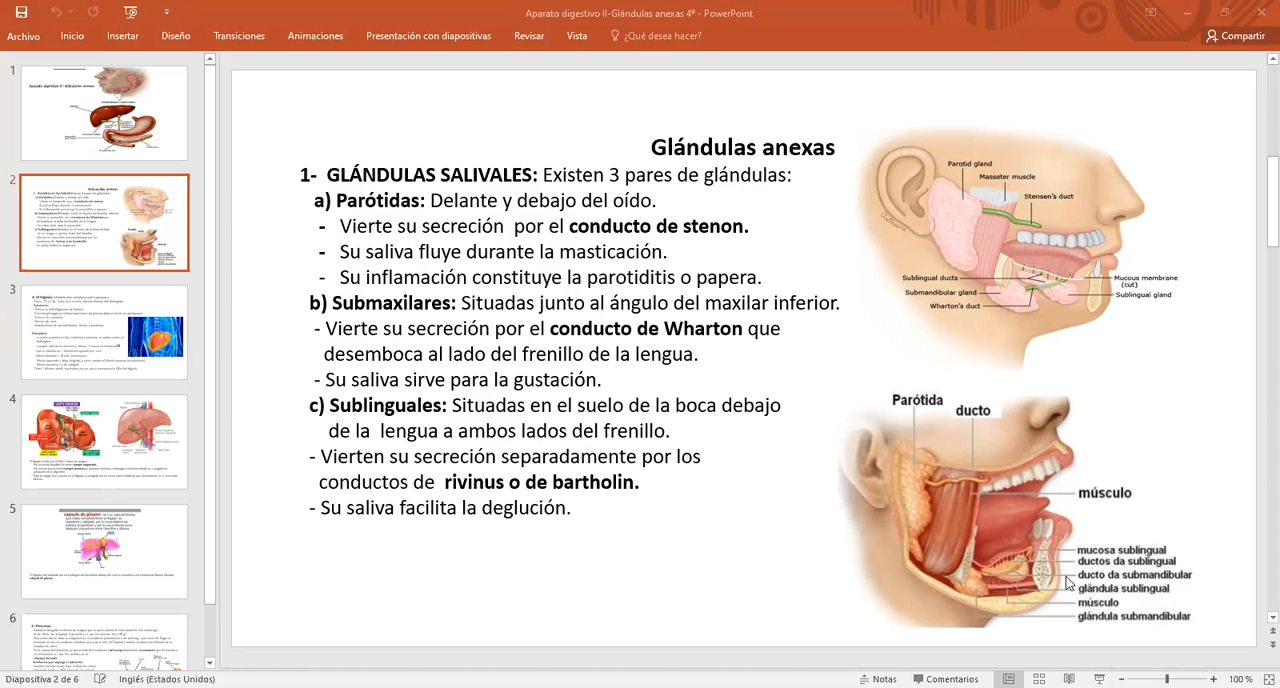 Aparato digestivo II-Glándulas anexas 4º - PowerPoint
Archivo Inicio Insertar Diseño Transiciones Animaciones Presentación con diapositivas Revisar Vista ¿Qué desea hacer? Compartir
1
2
3
4
5
6
Glándulas anexas
1- GLÁNDULAS SALIVALES: Existen 3 pares de glándulas:
a) Parótidas: Delante y debajo del oído.
- Vierte su secreción por el conducto de stenon.
- Su saliva fluye durante la masticación.
- Su inflamación constituye la parotiditis o papera.
b) Submaxilares: Situadas junto al ángulo del maxilar inferior.
- Vierte su secreción por el conducto de Wharton que
desemboca al lado del frenillo de la lengua.
- Su saliva sirve para la gustación.
c) Sublinguales: Situadas en el suelo de la boca debajo
de la lengua a ambos lados del frenillo.
- Vierten su secreción separadamente por los
conductos de rivinus o de bartholin.
- Su saliva facilita la deglución.
Parotid gland
Masseter muscle
Stensen's duct
Sublingual ducts
Submandibular gland
Wharton's duct
Mucous membrane
(cut)
Sublingual gland
Parótida
ducto
músculo
mucosa sublingual
ductos da sublingual
ducto da submandibular
glândula sublingual
músculo
glândula submandibular
Diapositiva 2 de 6 Inglés (Estados Unidos) Notas Comentarios 100 %